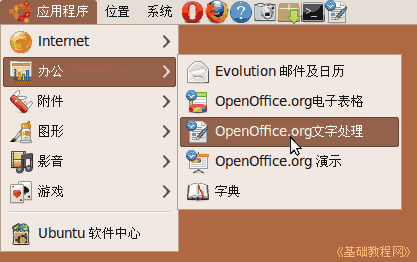 应用程序 位置 系统
Internet
办公
附件
图形
影音
游戏
Ubuntu 软件中心
Evolution 邮件及日历
OpenOffice.org电子表格
OpenOffice.org文字处理
OpenOffice.org 演示
字典
《基础教程网》